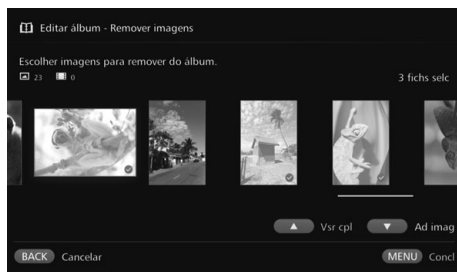 Editar álbum - Remover imagens
Escolher imagens para remover do álbum.
23 0
3 fichs selc
Vsr cpl Ad imag
BACK Cancelar MENU Concl